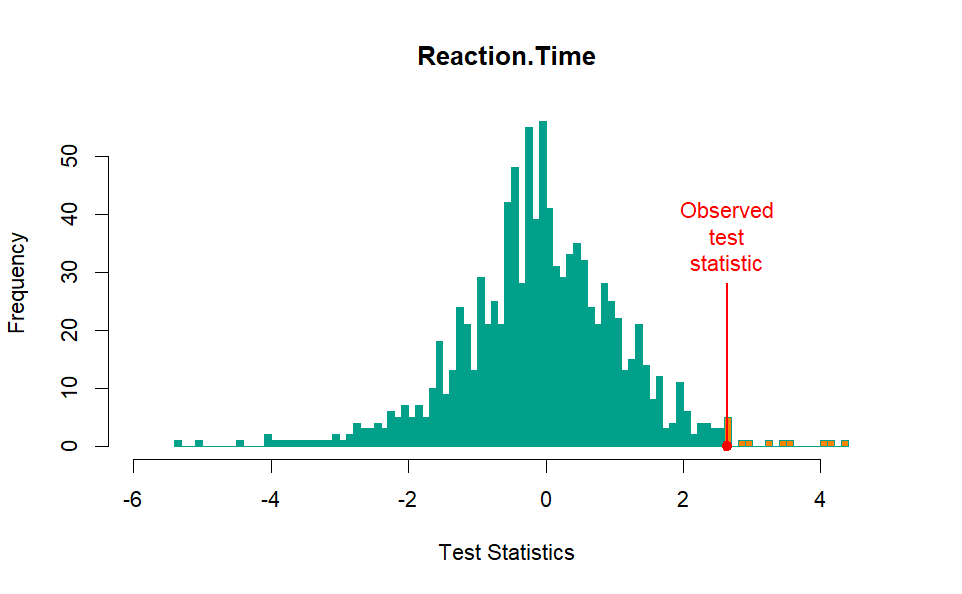 Reaction.Time
Frequency
50
40
30
20
10
0
Observed
test
statistic
-6 -4 -2 0 2 4
Test Statistics